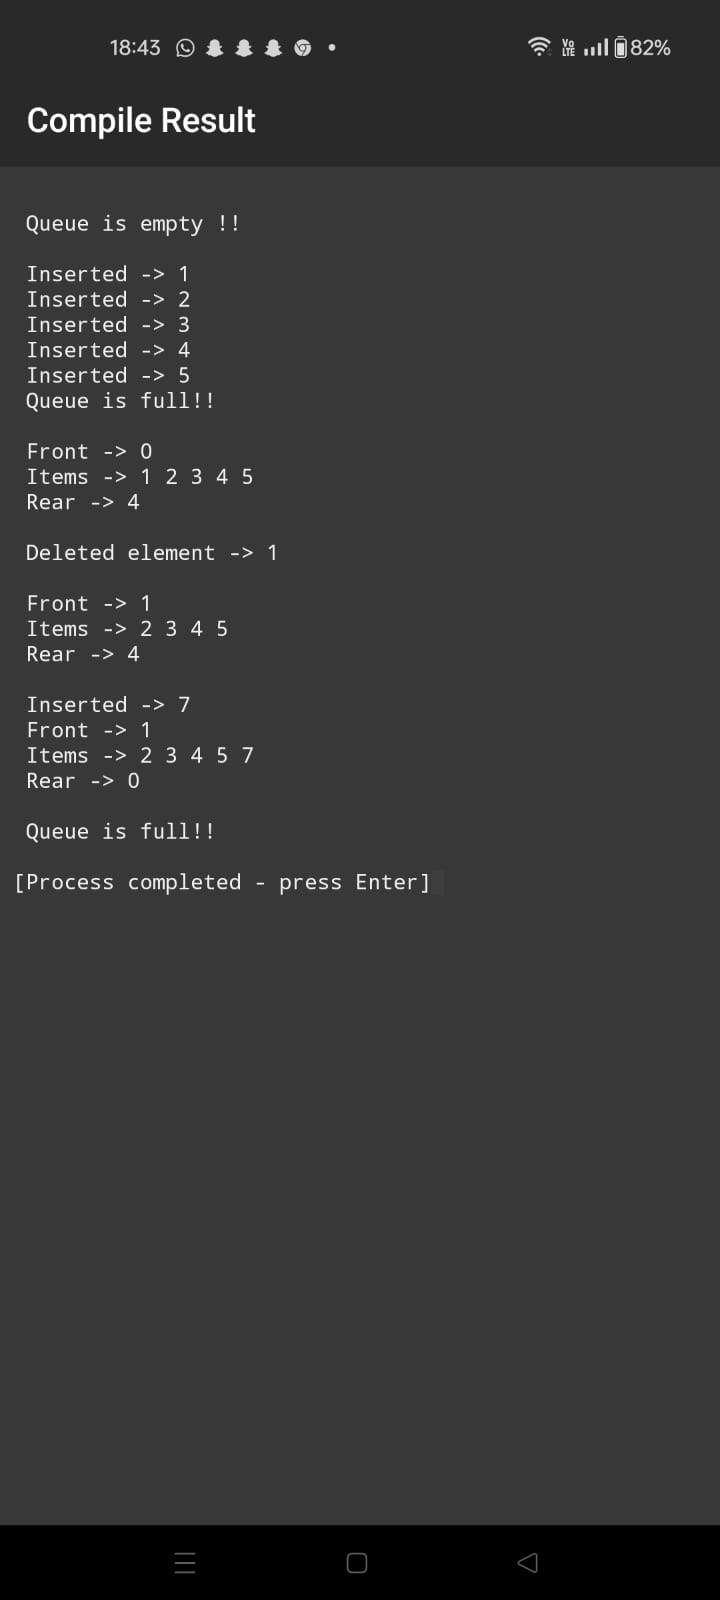 18:43 Vo LTE 82%
Compile Result
Queue is empty !!
Inserted -> 1
Inserted -> 2
Inserted -> 3
Inserted -> 4
Inserted -> 5
Queue is full!!
Front -> 0
Items -> 1 2 3 4 5
Rear -> 4
Deleted element -> 1
Front -> 1
Items -> 2 3 4 5
Rear -> 4
Inserted -> 7
Front -> 1
Items -> 2 3 4 5 7
Rear -> 0
Queue is full!!
[Process completed - press Enter]